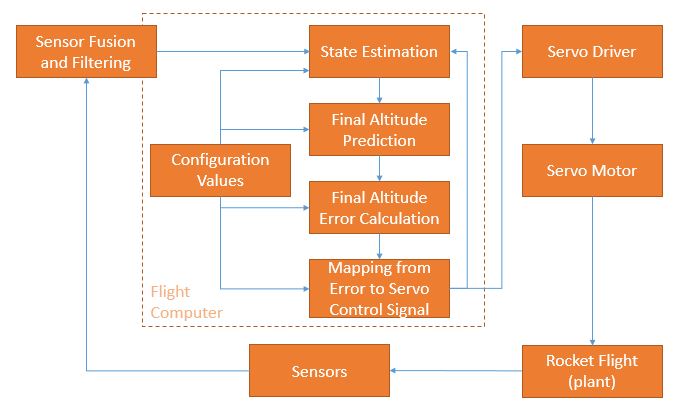 Sensor Fusion
and Filtering
State Estimation
Servo Driver
Final Altitude
Prediction
Configuration
Values
Servo Motor
Final Altitude
Error Calculation
Mapping from
Error to Servo
Control Signal
Flight
Computer
Sensors
Rocket Flight
(plant)